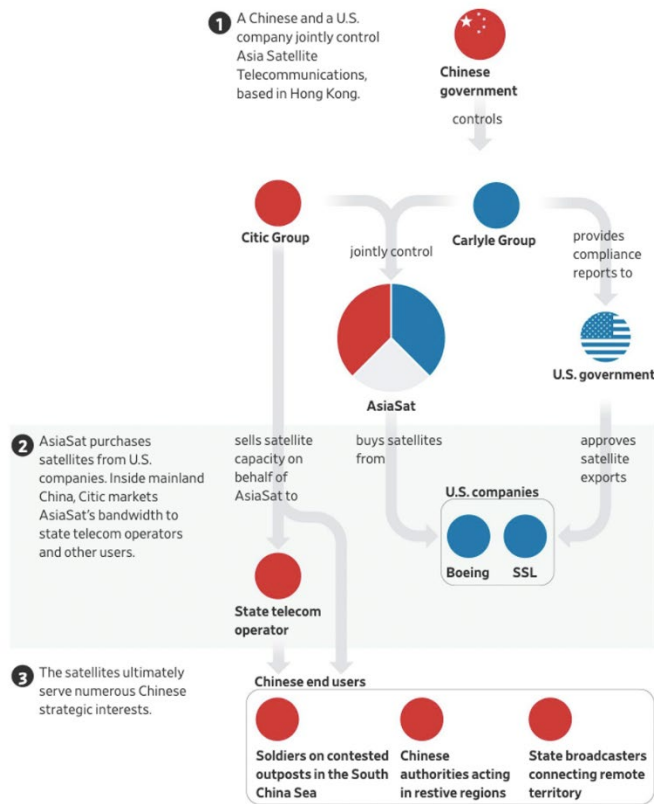 1 A Chinese and a U.S.
company jointly control
Asia Satellite
Telecommunications,
based in Hong Kong.
Chinese
government
controls
Citic Group
jointly control
Carlyle Group
provides
compliance
reports to
U.S. government
AsiaSat
2 AsiaSat purchases
satellites from U.S.
companies. Inside mainland
China, Citic markets
AsiaSat's bandwidth to
state telecom operators
and other users.
sells satellite
capacity on
behalf of
AsiaSat to
buys satellites
from
approves
satellite
exports
U.S. companies
Boeing
SSL
State telecom
operator
3 The satellites ultimately
serve numerous Chinese
strategic interests.
Chinese end users
Soldiers on contested
outposts in the South
China Sea
Chinese
authorities acting
in restive regions
State broadcasters
connecting remote
territory